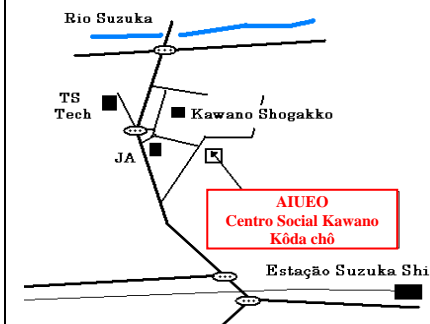 Rio Suzuka
TS
Tech
Kawano Shogakko
JA
AIUEO
Centro Social Kawano
Kôda chô
Estação Suzuka Shi